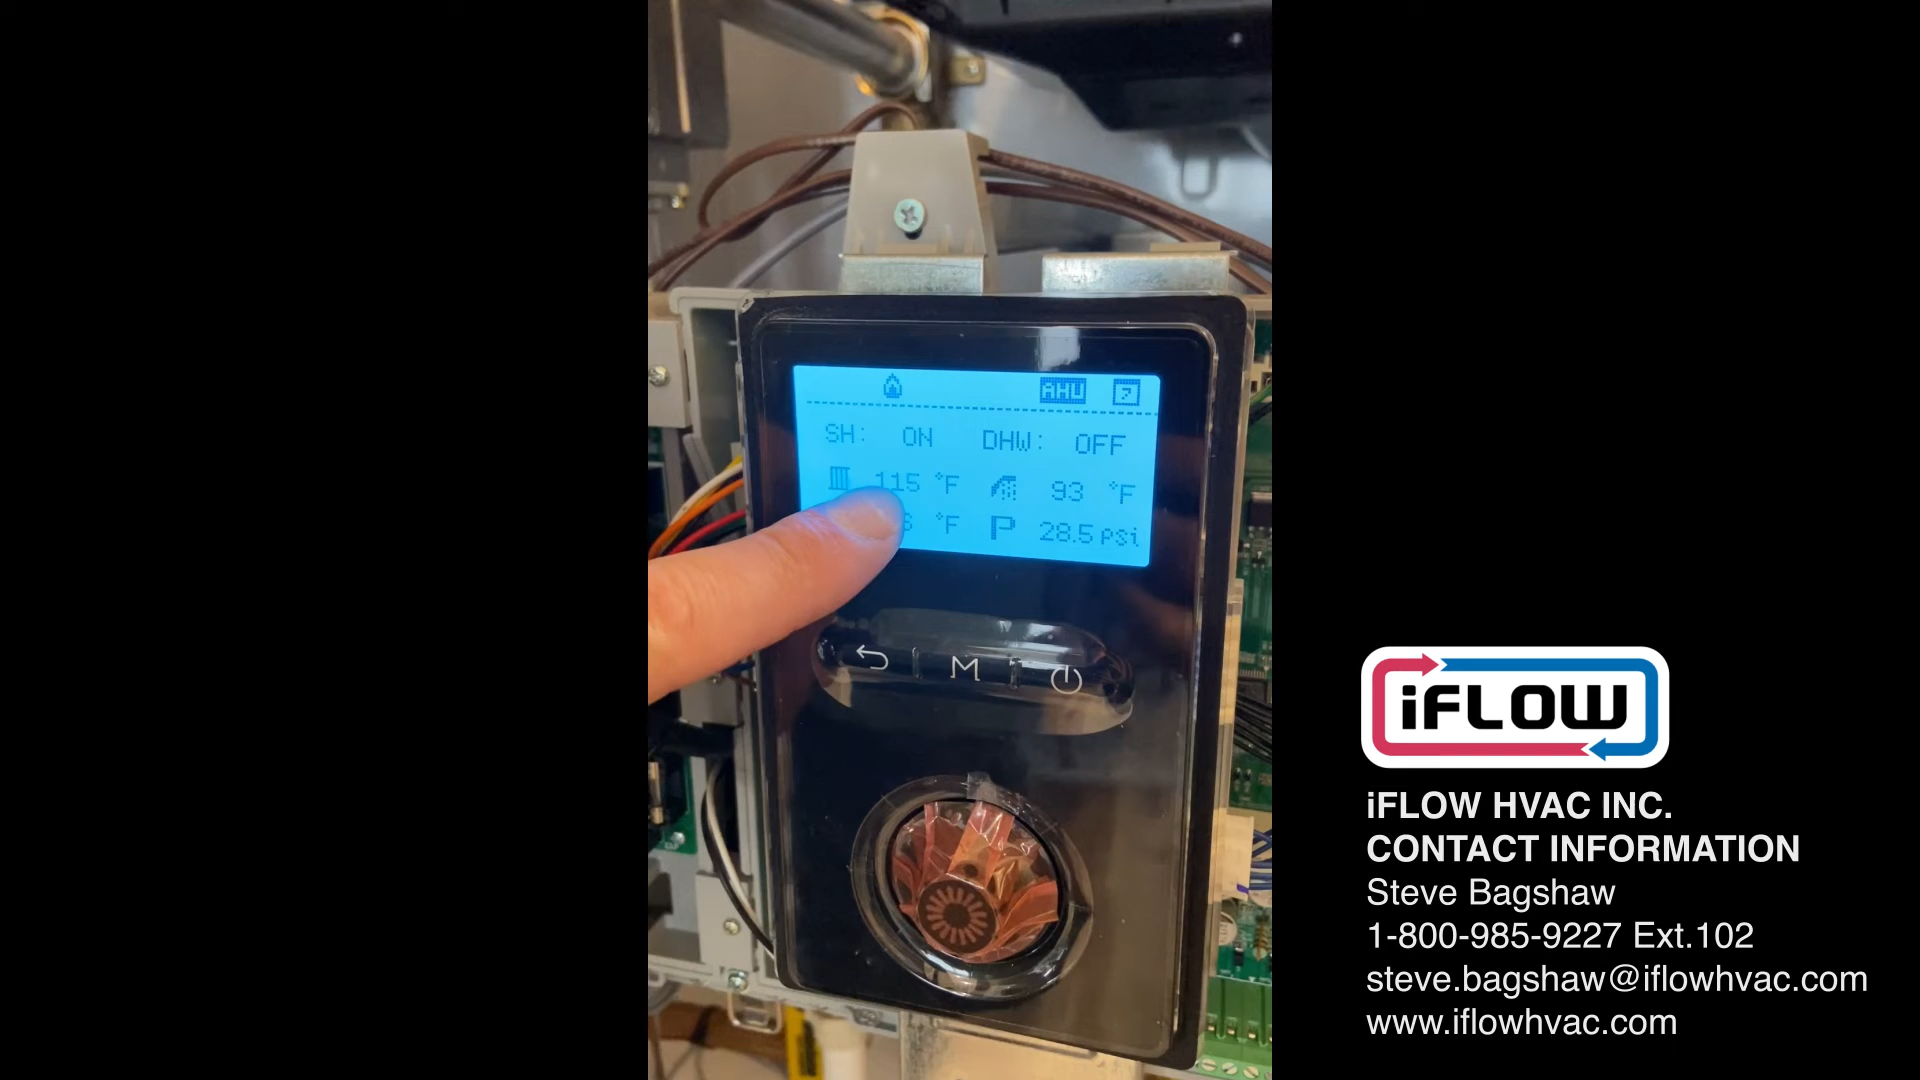 AHU 7
SH: ON DHW: OFF
115 °F 93 °F
°F P 28.5 psi
M
iFLOW
iFLOW HVAC INC.
CONTACT INFORMATION
Steve Bagshaw
1-800-985-9227 Ext.102
steve.bagshaw@iflowhvac.com
www.iflowhvac.com